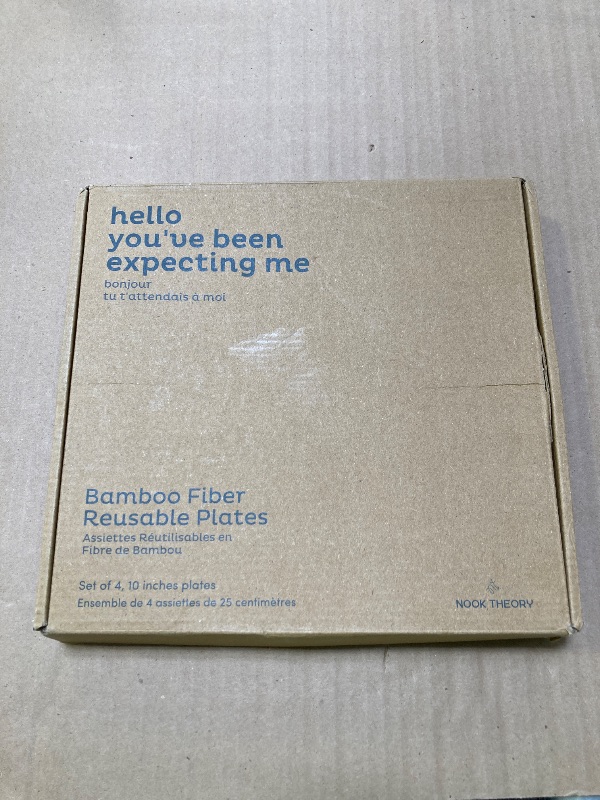 hello
you've been
expecting me
bonjour
tu t'attendais à moi
Bamboo Fiber
Reusable Plates
Assiettes Réutilisables en
Fibre de Bambou
Set of 4, 10 inches plates
Ensemble de 4 assiettes de 25 centimètres
NOOK THEORY